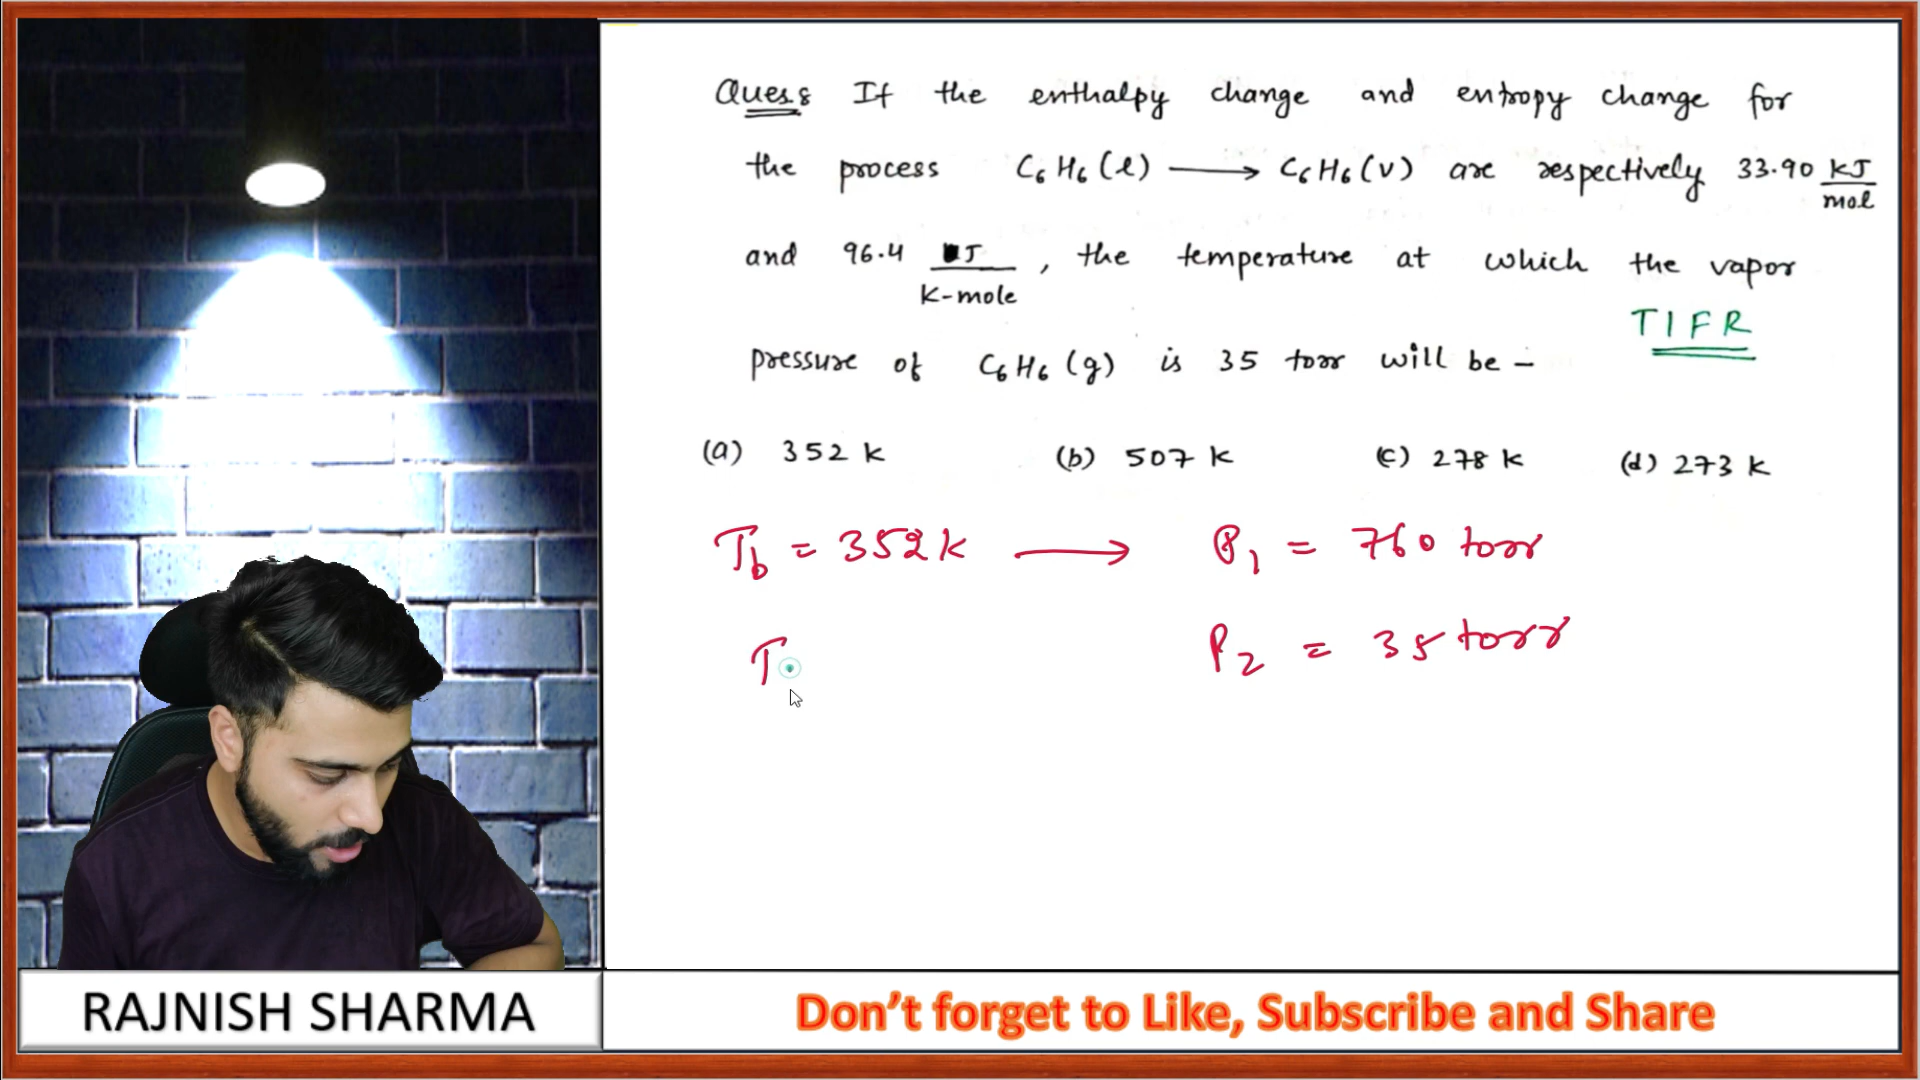 Ques: If the enthalpy change and entropy change for
the process C₆H₆(l) ⟶ C₆H₆(v) are respectively 33.90 kJ/mol
and 96.4 J/K-mole, the temperature at which the vapor
pressure of C₆H₆(g) is 35 torr will be –
TIFR
(a) 352 K (b) 507 K (c) 278 K (d) 273 K
T_b = 352 K ⟶ P₁ = 760 torr
T P₂ = 35 torr
RAJNISH SHARMA
Don't forget to Like, Subscribe and Share